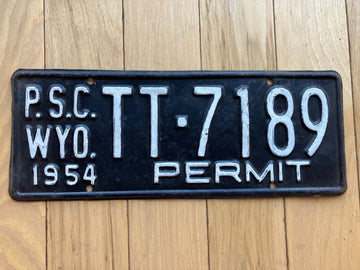 P.S.C.
WYO.
1954
TT·7189
PERMIT